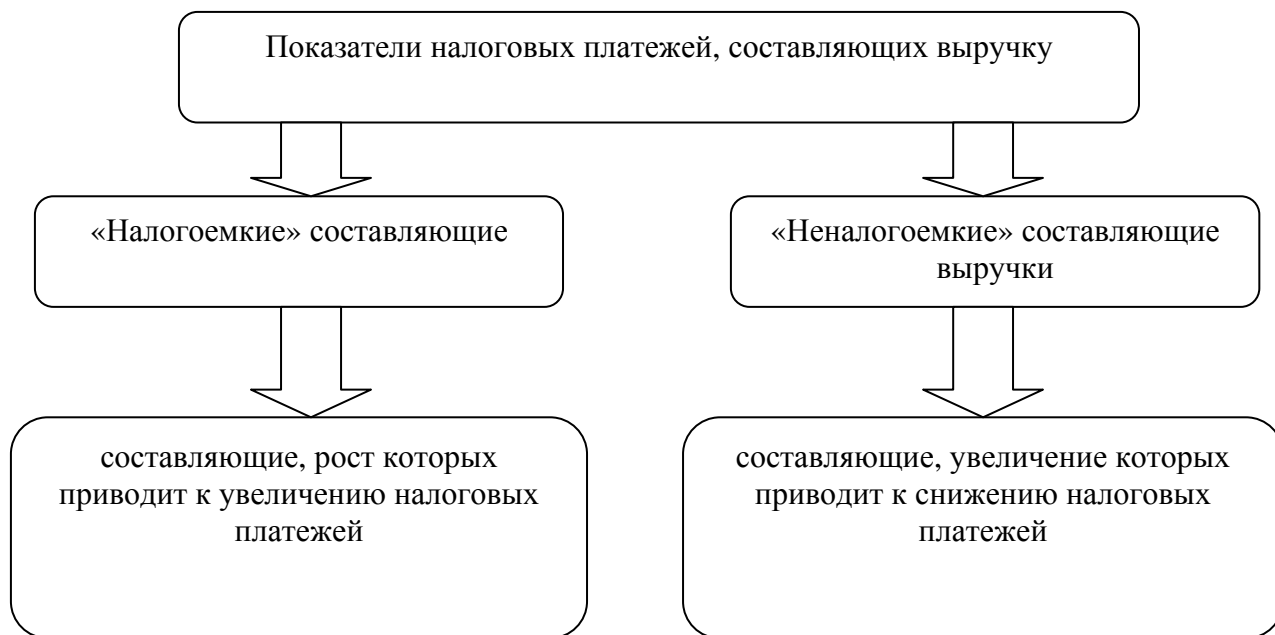 Показатели налоговых платежей, составляющих выручку
«Налогоемкие» составляющие
«Неналогоемкие» составляющие
выручки
составляющие, рост которых
приводит к увеличению налоговых
платежей
составляющие, увеличение которых
приводит к снижению налоговых
платежей